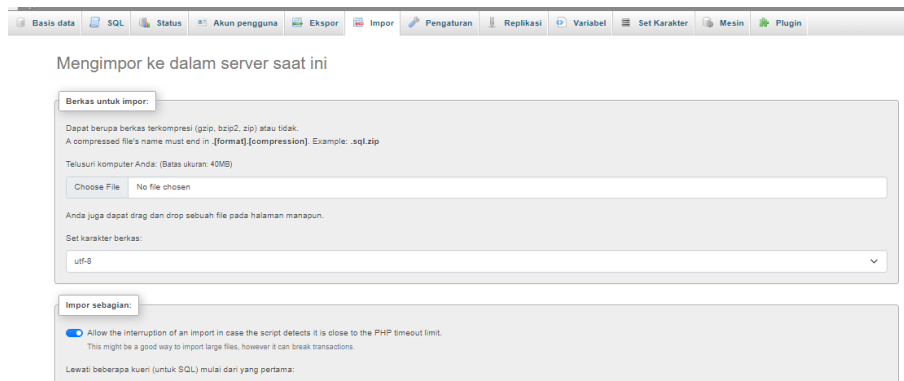 Basis data SQL Status Akun pengguna Ekspor Impor Pengaturan Replikasi Variabel Set Karakter Mesin Plugin
Mengimpor ke dalam server saat ini
Berkas untuk impor:
Dapat berupa berkas terkompresi (gzip, bzip2, zip) atau tidak.
A compressed file's name must end in .[format].[compression]. Example: .sql.zip
Telusuri komputer Anda: (Batas ukuran: 40MB)
Choose File No file chosen
Anda juga dapat drag dan drop sebuah file pada halaman manapun.
Set karakter berkas:
utf-8
Impor sebagian:
Allow the interruption of an import in case the script detects it is close to the PHP timeout limit.
This might be a good way to import large files, however it can break transactions.
Lewati beberapa kueri (untuk SQL) mulai dari yang pertama: